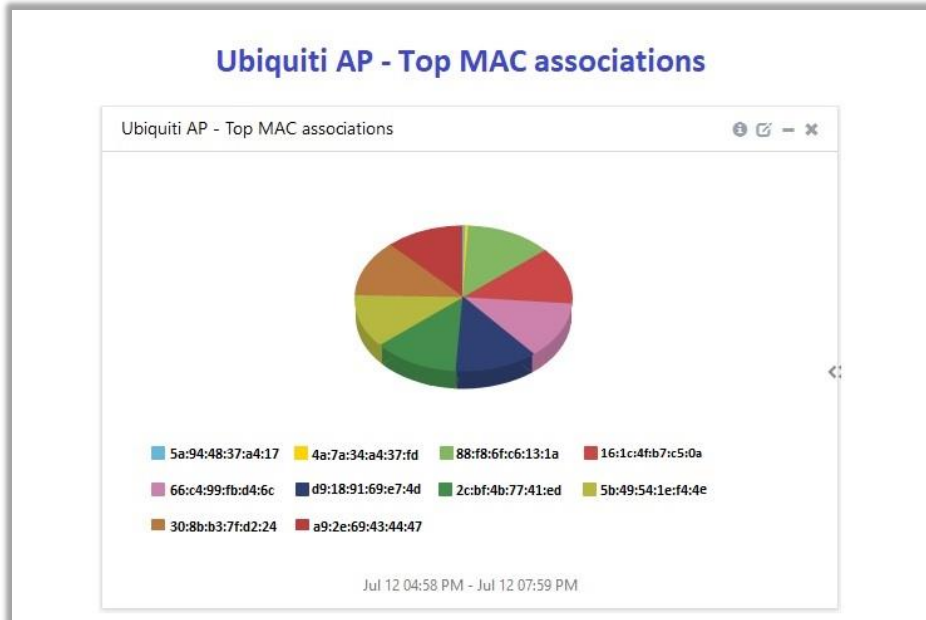 Ubiquiti AP - Top MAC associations
Ubiquiti AP - Top MAC associations
5a:94:48:37:a4:17 4a:7a:34:a4:37:fd 88:f8:6f:c6:13:1a 16:1c:4f:b7:c5:0a
66:c4:99:fb:d4:6c d9:18:91:69:e7:4d 2c:bf:4b:77:41:ed 5b:49:54:1e:f4:4e
30:8b:b3:7f:d2:24 a9:2e:69:43:44:47
Jul 12 04:58 PM - Jul 12 07:59 PM